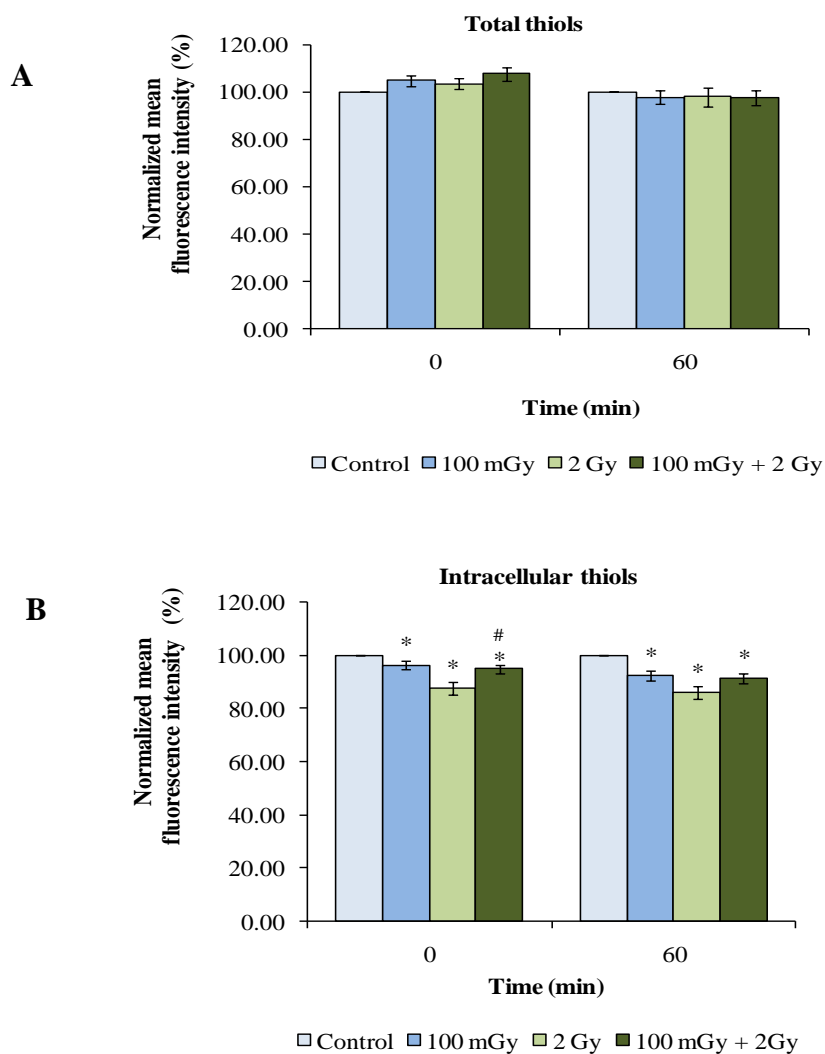 A
Total thiols
Normalized mean
fluorescence intensity (%)
120.00
100.00
80.00
60.00
40.00
20.00
0.00
0 60
Time (min)
Control 100 mGy 2 Gy 100 mGy + 2 Gy
B
Intracellular thiols
Normalized mean
fluorescence intensity (%)
120.00
100.00
80.00
60.00
40.00
20.00
0.00
#
* * * * * *
0 60
Time (min)
Control 100 mGy 2 Gy 100 mGy + 2Gy